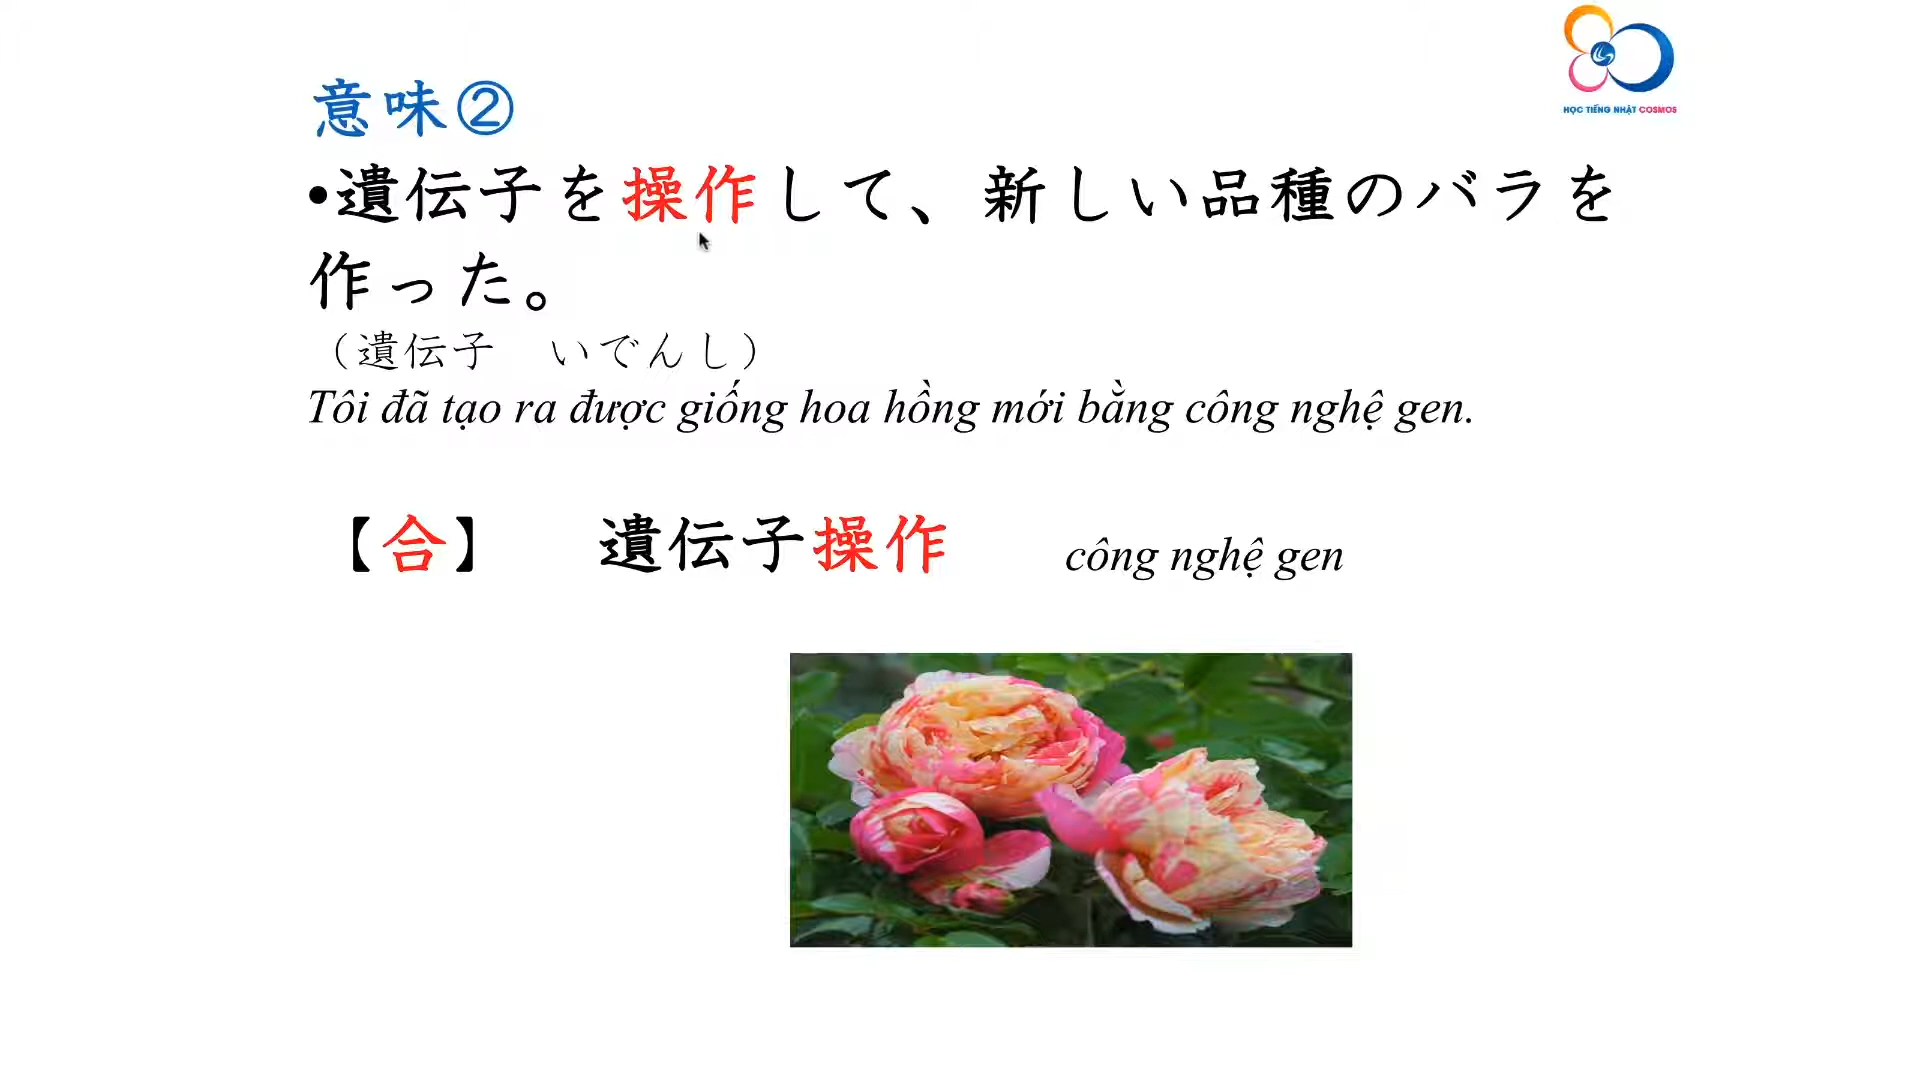 HỌC TIẾNG NHẬT COSMOS
意味②
•遺伝子を操作して、新しい品種のバラを
作った。
（遺伝子　いでんし）
Tôi đã tạo ra được giống hoa hồng mới bằng công nghệ gen.
【合】　遺伝子操作　công nghệ gen